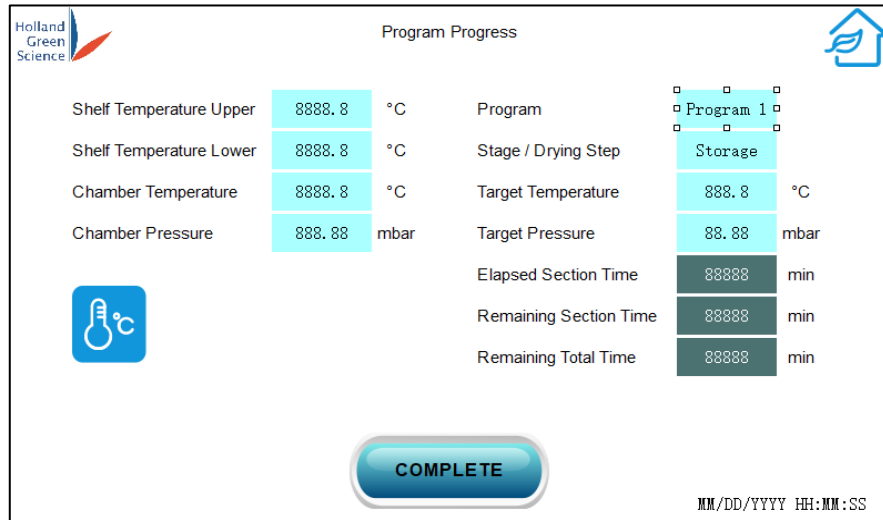 Holland
Green
Science
Program Progress
Shelf Temperature Upper 8888.8 °C
Shelf Temperature Lower 8888.8 °C
Chamber Temperature 8888.8 °C
Chamber Pressure 888.88 mbar
°C
Program Program 1
Stage / Drying Step Storage
Target Temperature 888.8 °C
Target Pressure 88.88 mbar
Elapsed Section Time 88888 min
Remaining Section Time 88888 min
Remaining Total Time 88888 min
COMPLETE
MM/DD/YYYY HH:MM:SS